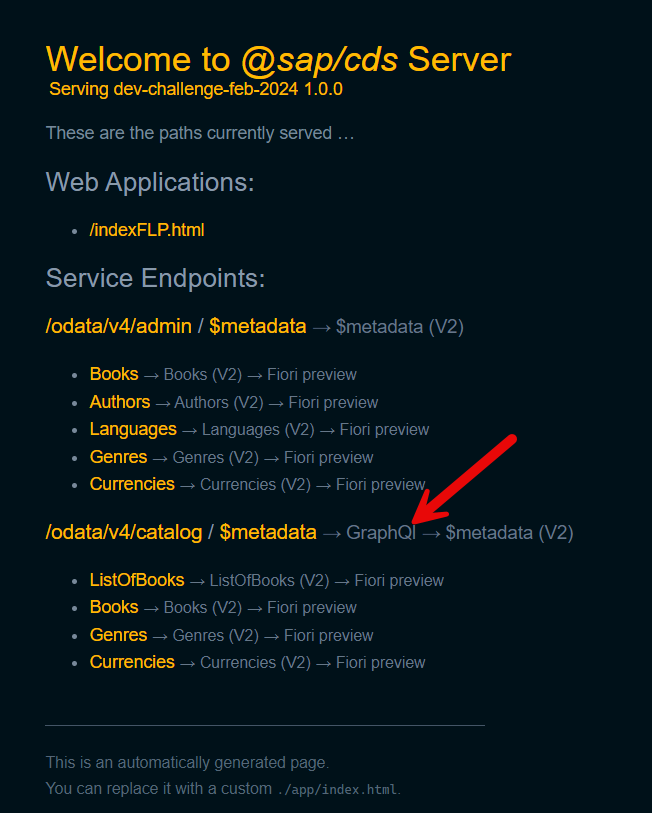 Welcome to @sap/cds Server
Serving dev-challenge-feb-2024 1.0.0
These are the paths currently served …
Web Applications:
• /indexFLP.html
Service Endpoints:
/odata/v4/admin / $metadata → $metadata (V2)
• Books → Books (V2) → Fiori preview
• Authors → Authors (V2) → Fiori preview
• Languages → Languages (V2) → Fiori preview
• Genres → Genres (V2) → Fiori preview
• Currencies → Currencies (V2) → Fiori preview
/odata/v4/catalog / $metadata → GraphQl → $metadata (V2)
• ListOfBooks → ListOfBooks (V2) → Fiori preview
• Books → Books (V2) → Fiori preview
• Genres → Genres (V2) → Fiori preview
• Currencies → Currencies (V2) → Fiori preview
This is an automatically generated page.
You can replace it with a custom ./app/index.html.